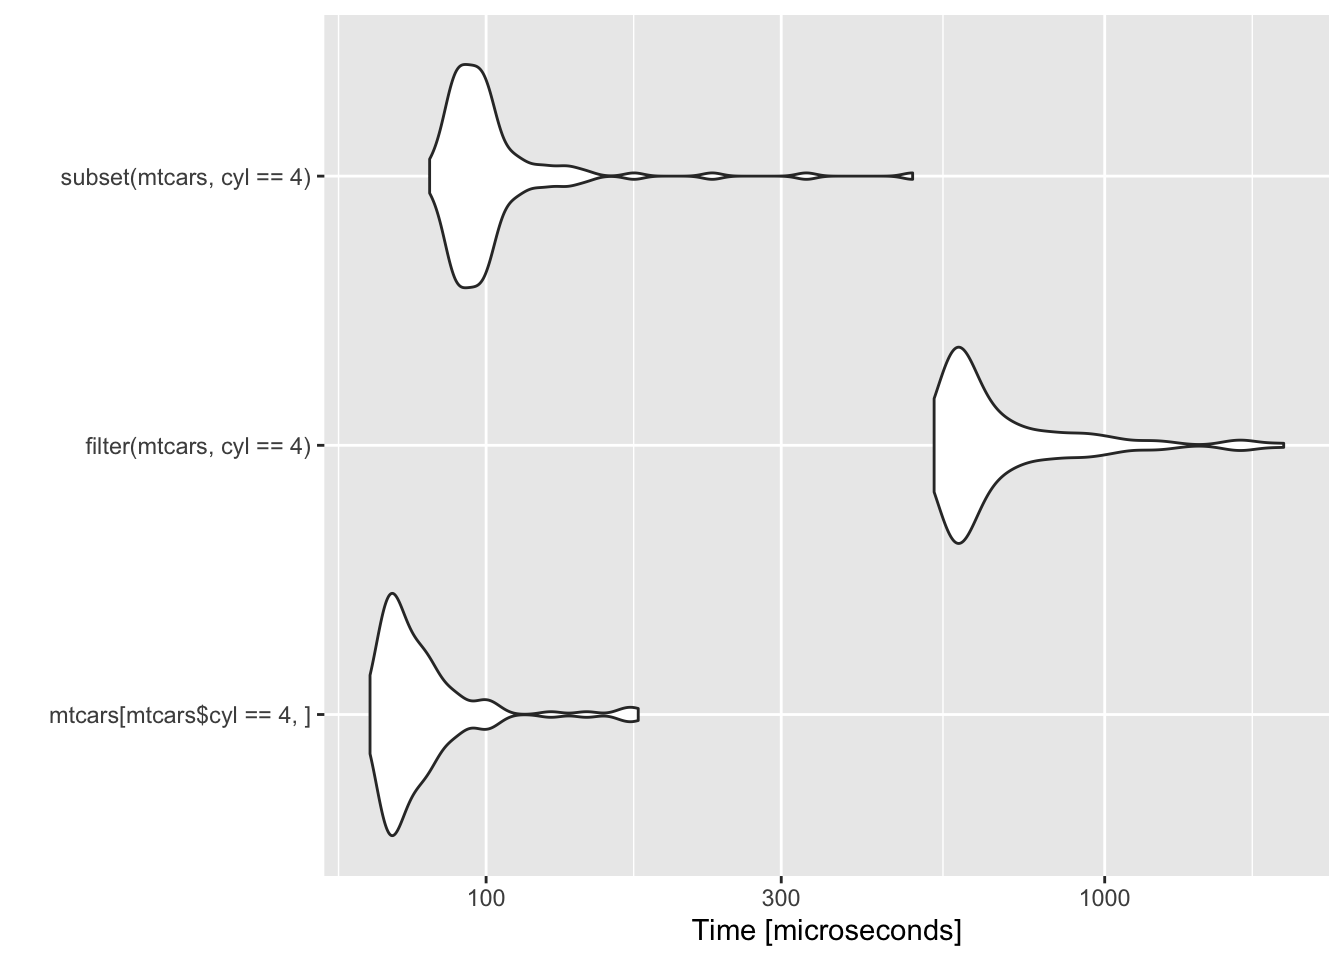 subset(mtcars, cyl == 4)
filter(mtcars, cyl == 4)
mtcars[mtcars$cyl == 4, ]
100 300 1000
Time [microseconds]